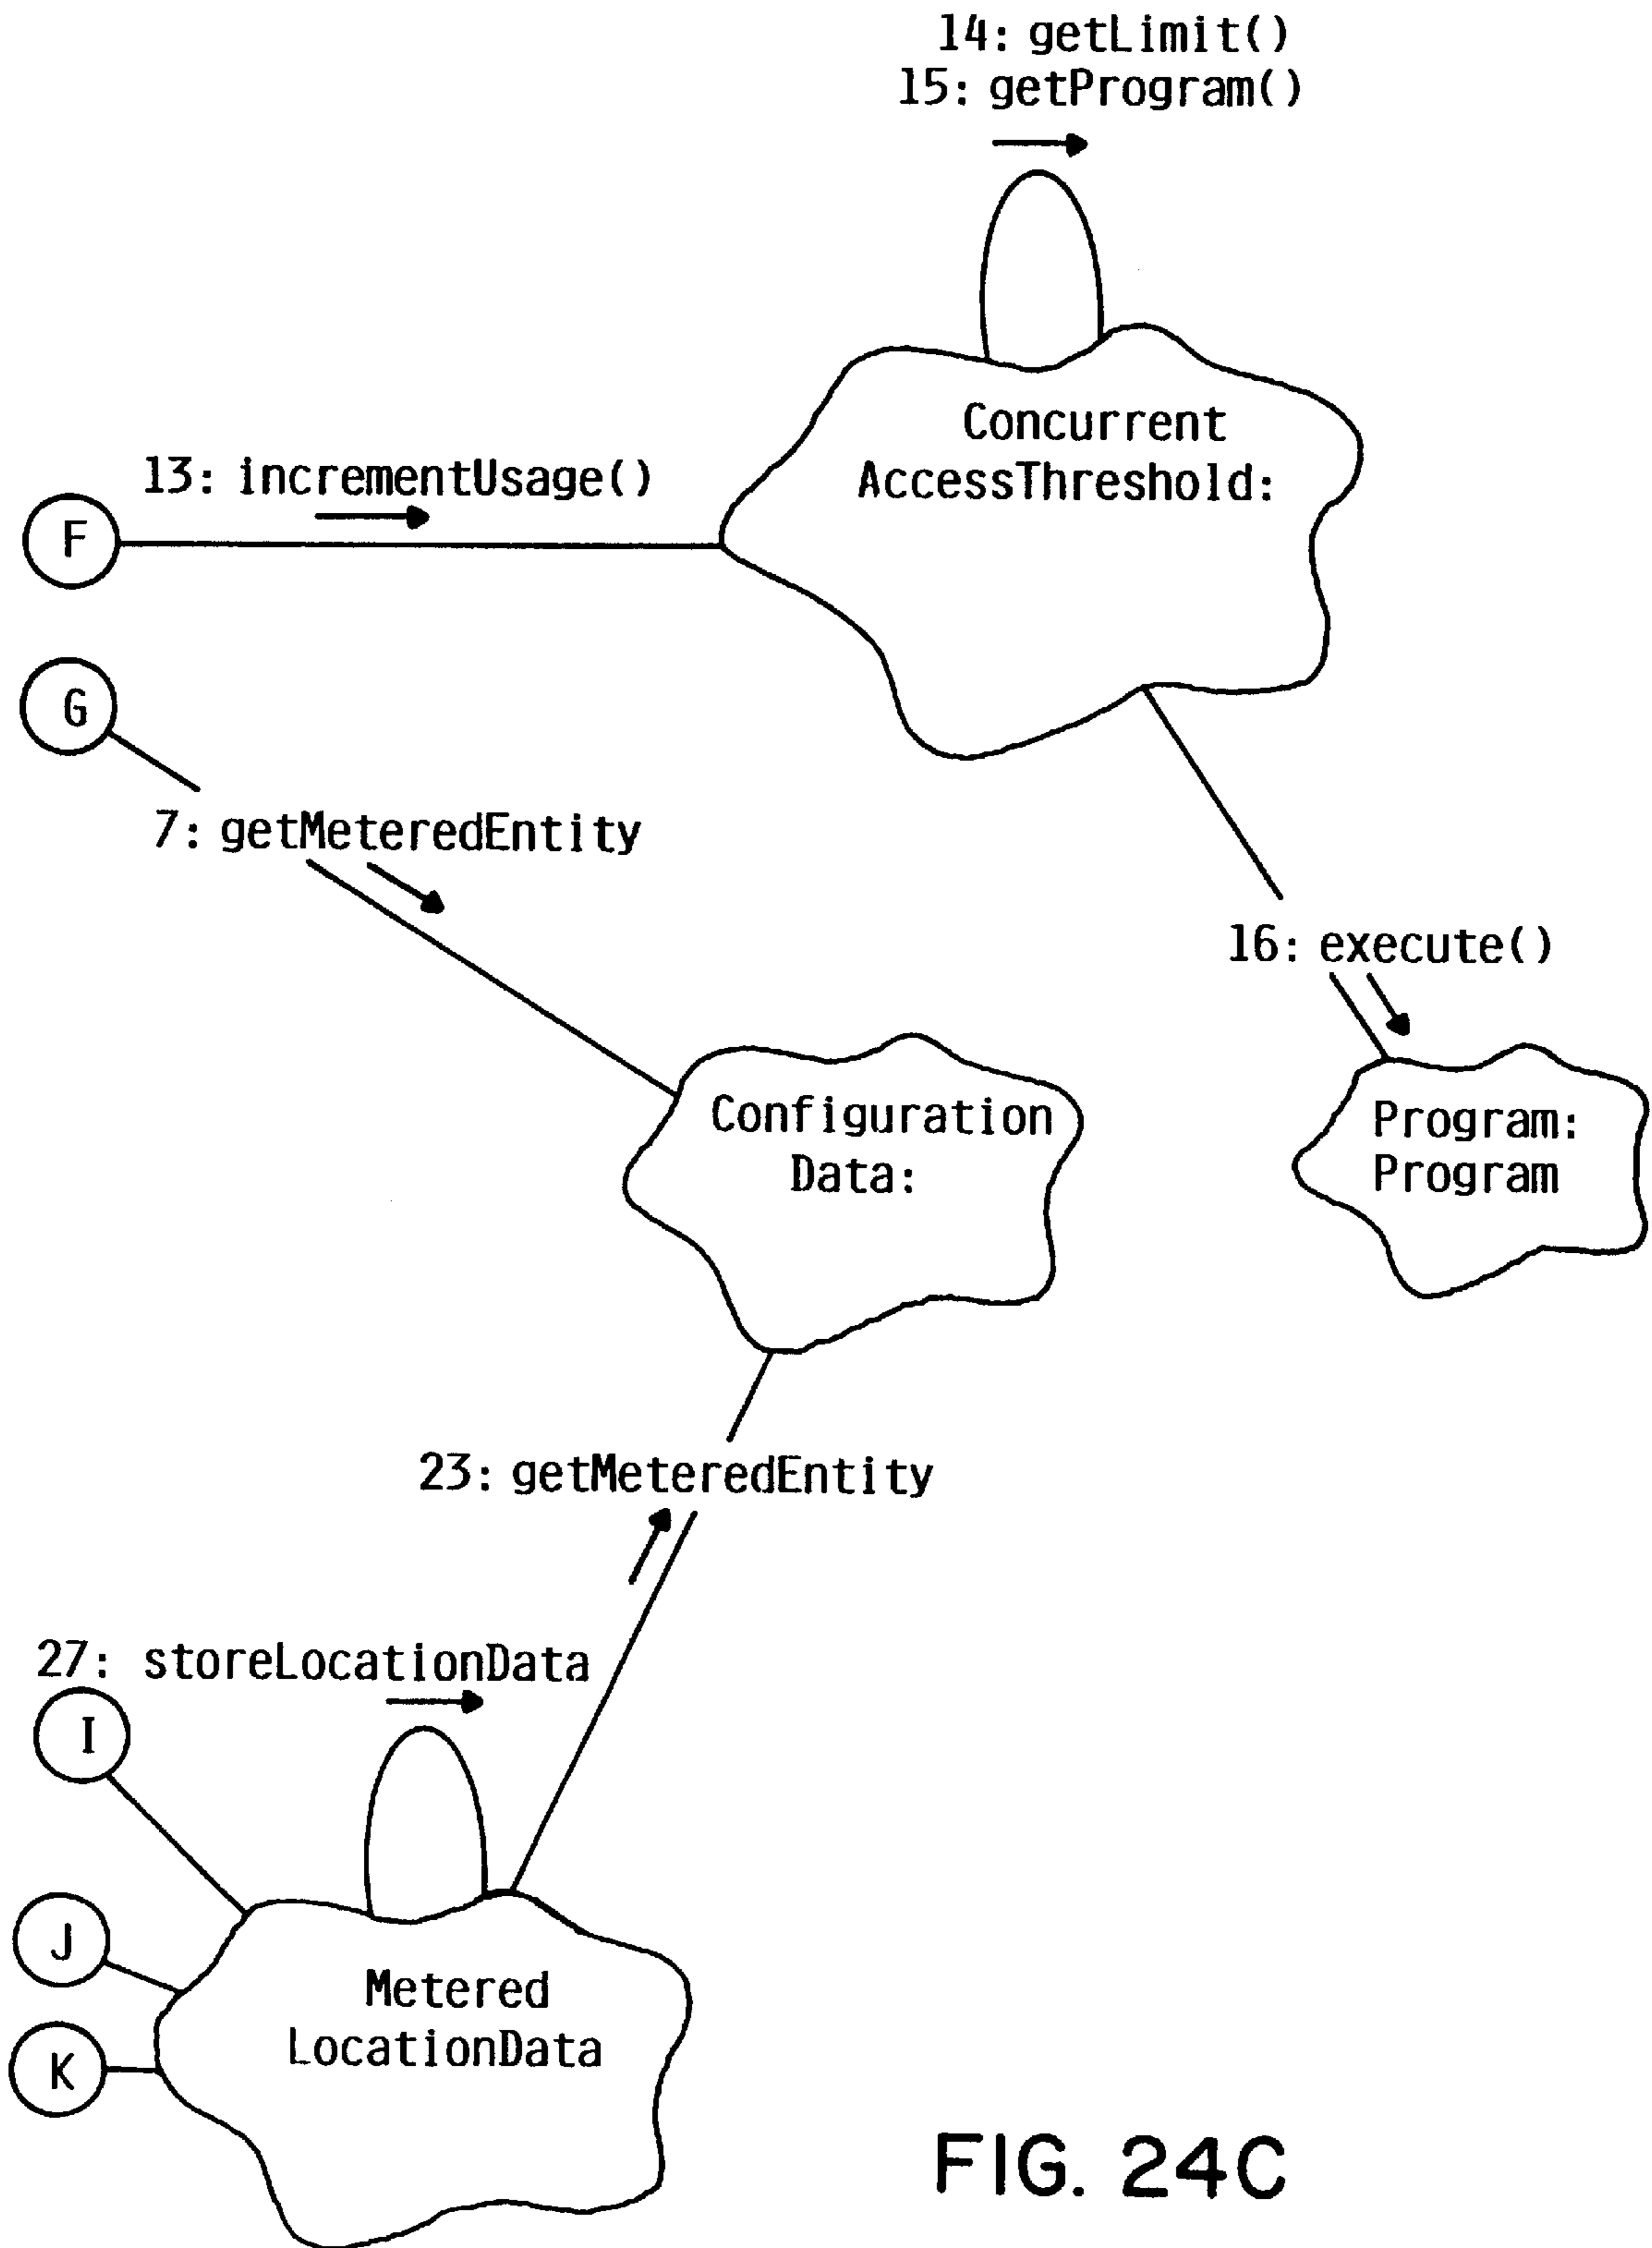 14: getLimit()
15: getProgram()
Concurrent
AccessThreshold:
13: incrementUsage()
F
G
7: getMeteredEntity
16: execute()
Configuration
Data:
Program:
Program
23: getMeteredEntity
27: storeLocationData
I
J
Metered
LocationData
K
FIG. 24C